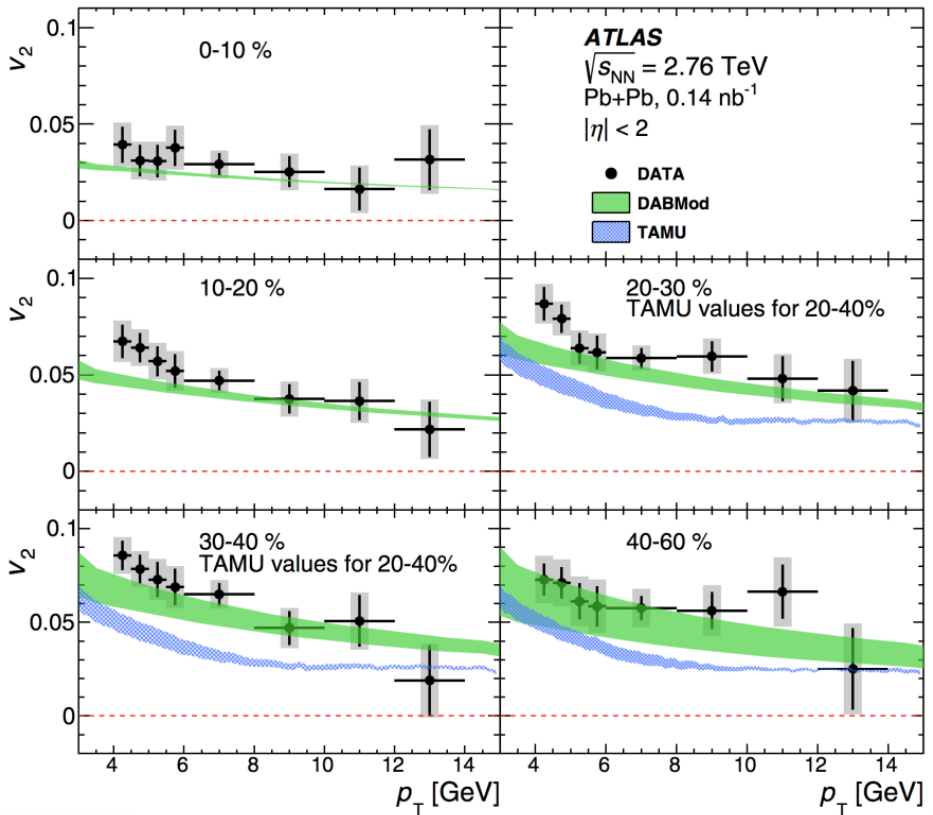 0.1
0.05
0
v2
0-10 %
ATLAS
√sNN = 2.76 TeV
Pb+Pb, 0.14 nb-1
|η| < 2
DATA
DABMod
TAMU
0.1
0.05
0
v2
10-20 %
20-30 %
TAMU values for 20-40%
0.1
0.05
0
v2
30-40 %
TAMU values for 20-40%
40-60 %
4 6 8 10 12 14
4 6 8 10 12 14
pT [GeV]
pT [GeV]